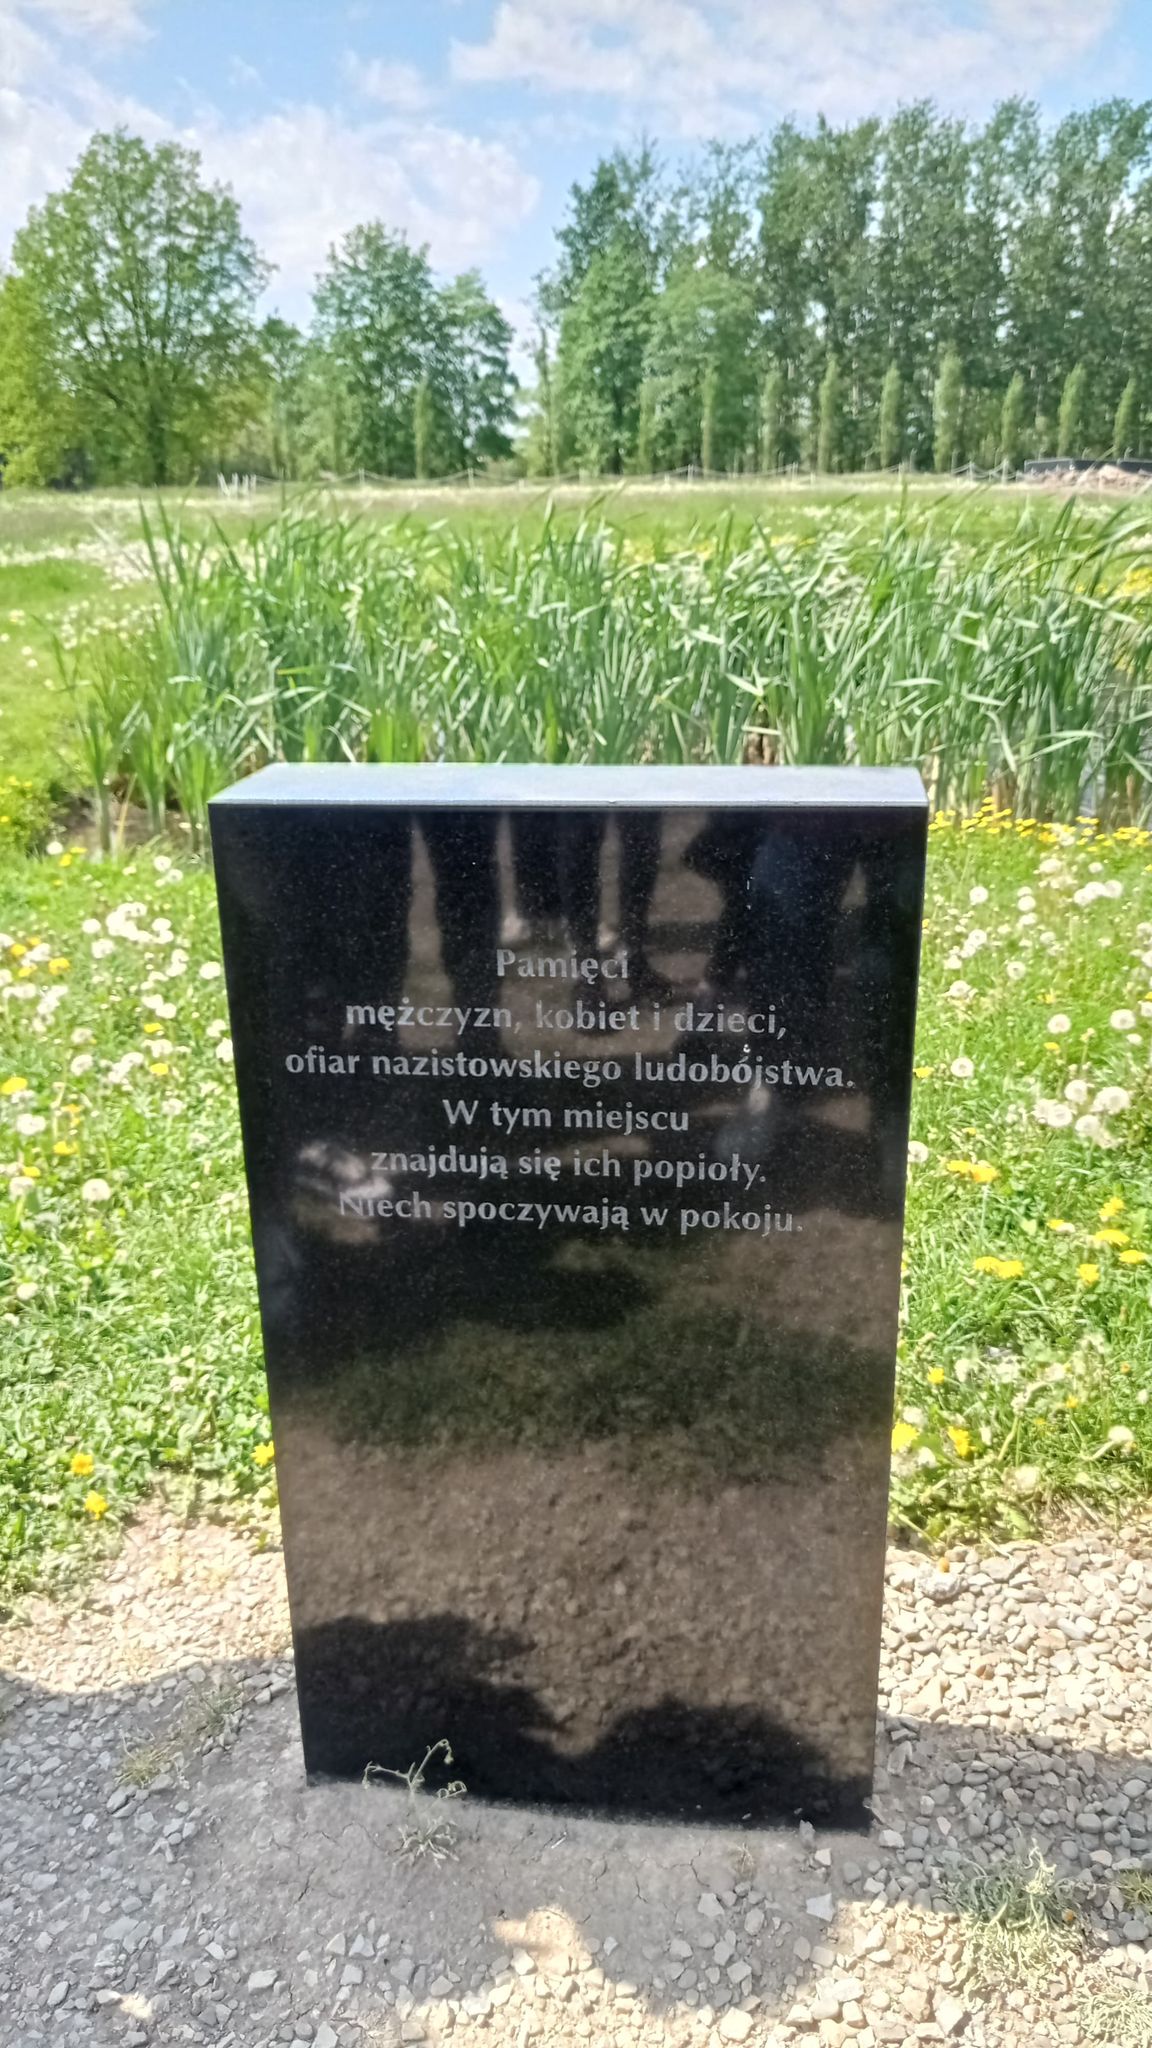 Pamięci
mężczyzn, kobiet i dzieci,
ofiar nazistowskiego ludobójstwa.
W tym miejscu
znajdują się ich popioły.
Niech spoczywają w pokoju.